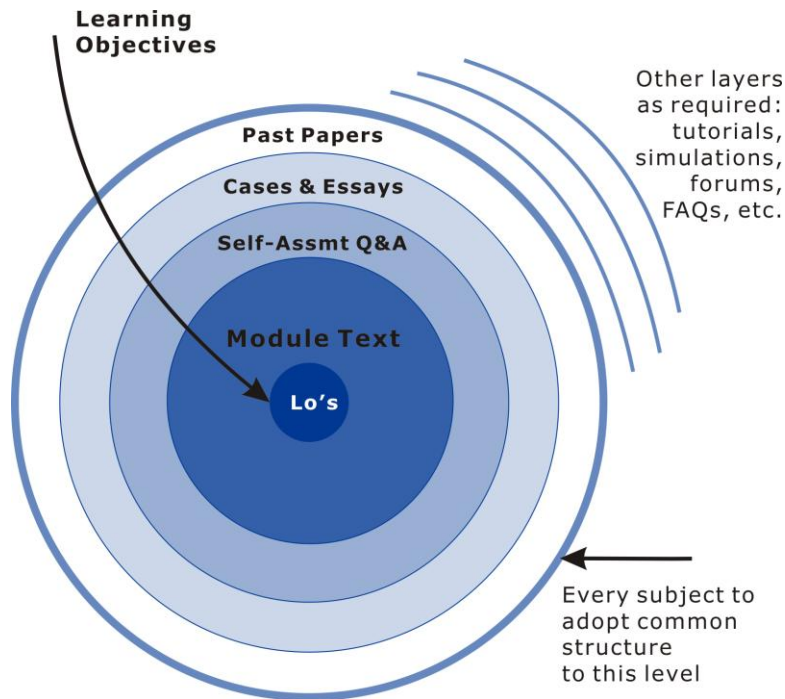 Learning
Objectives
Other layers
as required:
tutorials,
simulations,
forums,
FAQs, etc.
Past Papers
Cases & Essays
Self-Assmt Q&A
Module Text
Lo's
Every subject to
adopt common
structure
to this level